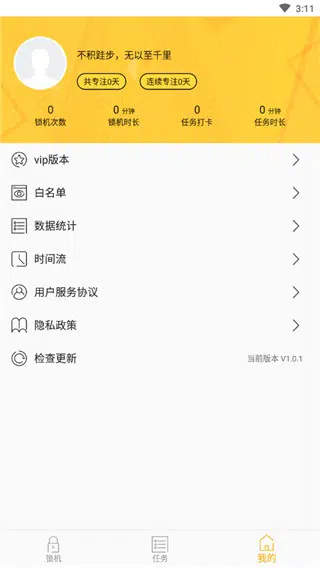 3:11
不积跬步，无以至千里
共专注0天 连续专注0天
0 0 分钟 0 0 分钟
锁机次数 锁机时长 任务打卡 任务时长
vip版本
白名单
数据统计
时间流
用户服务协议
隐私政策
检查更新 当前版本 V1.0.1
锁机 任务 我的